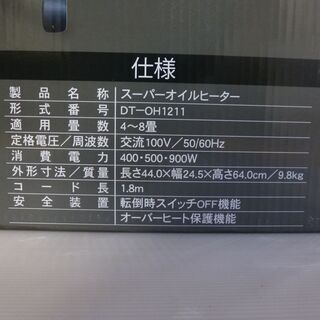 仕様
製品名称 スーパーオイルヒーター
形式番号 DT-OH1211
適用畳数 4~8畳
定格電圧/周波数 交流100V/50/60Hz
消費電力 400・500・900W
外形寸法/質量 長さ44.0×幅24.5×高さ64.0cm/9.8kg
コード長 1.8m
安全装置 転倒時スイッチOFF機能
オーバーヒート保護機能